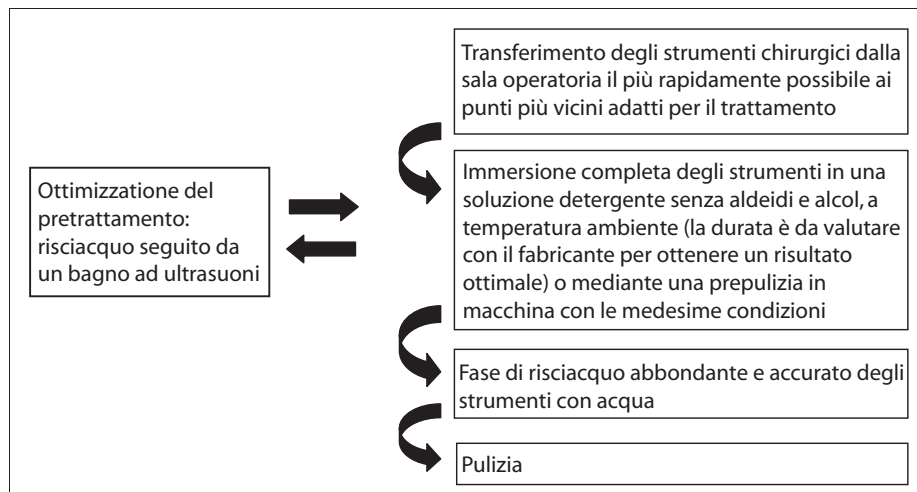 Transferimento degli strumenti chirurgici dalla
sala operatoria il più rapidamente possibile ai
punti più vicini adatti per il trattamento
Ottimizzatione del
pretrattamento:
risciacquo seguito da
un bagno ad ultrasuoni
Immersione completa degli strumenti in una
soluzione detergente senza aldeidi e alcol, a
temperatura ambiente (la durata è da valutare
con il fabricante per ottenere un risultato
ottimale) o mediante una prepulizia in
macchina con le medesime condizioni
Fase di risciacquo abbondante e accurato degli
strumenti con acqua
Pulizia